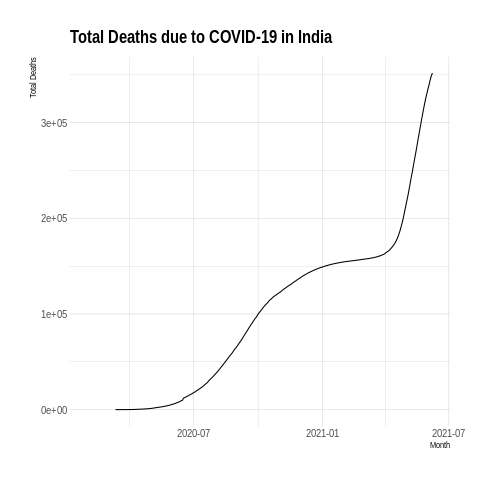 Total Deaths due to COVID-19 in India
Total Deaths
3e+05
2e+05
1e+05
0e+00
2020-07 2021-01 2021-07
Month